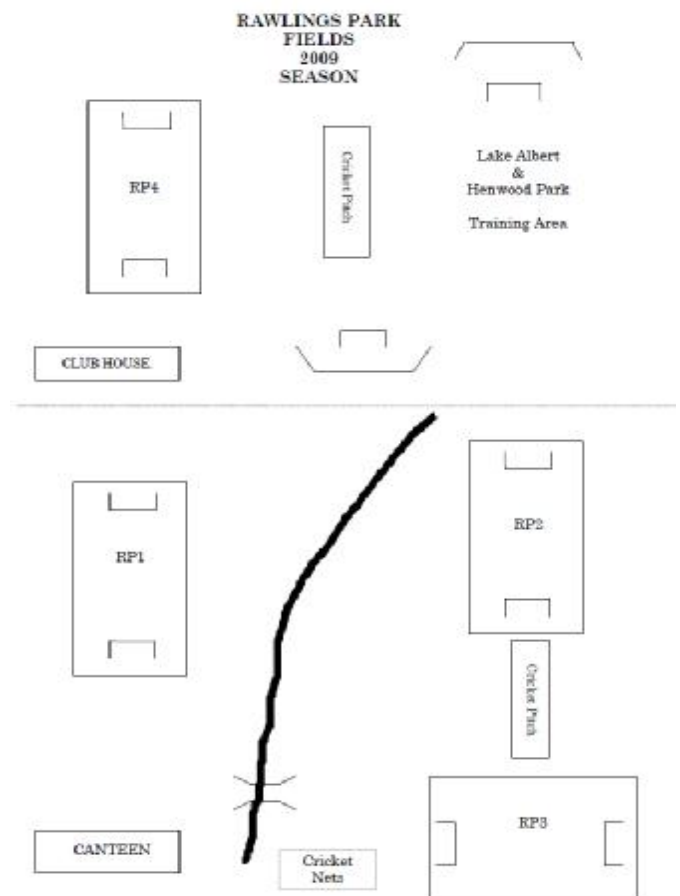 RAWLINGS PARK
FIELDS
2009
SEASON
RP4
Cricket Pitch
Lake Albert
&
Henwood Park
Training Area
CLUB HOUSE
RP1
RP2
Cricket Pitch
RP3
CANTEEN
Cricket
Nets